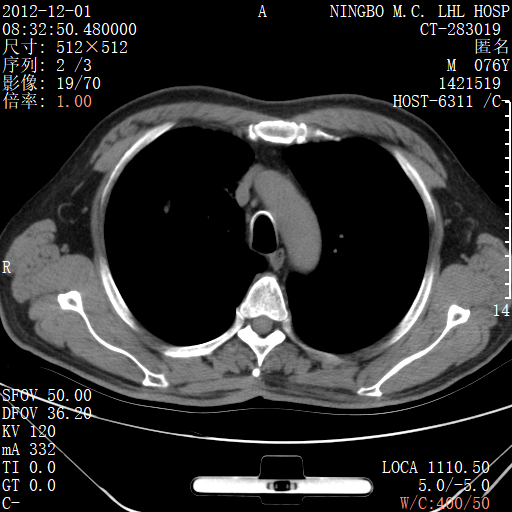 2012-12-01
A
NINGBO M.C. LHL HOSP
08:32:50.480000
CT-283019
尺寸: 512×512
匿名
序列: 2 /3
M 076Y
影像: 19/70
1421519
倍率: 1.00
HOST-6311 /C-
R
14
SFOV 50.00
DFOV 36.20
KV 120
mA 332
TI 0.0
LOCA 1110.50
GT 0.0
5.0/-5.0
C-
W/C:400/50